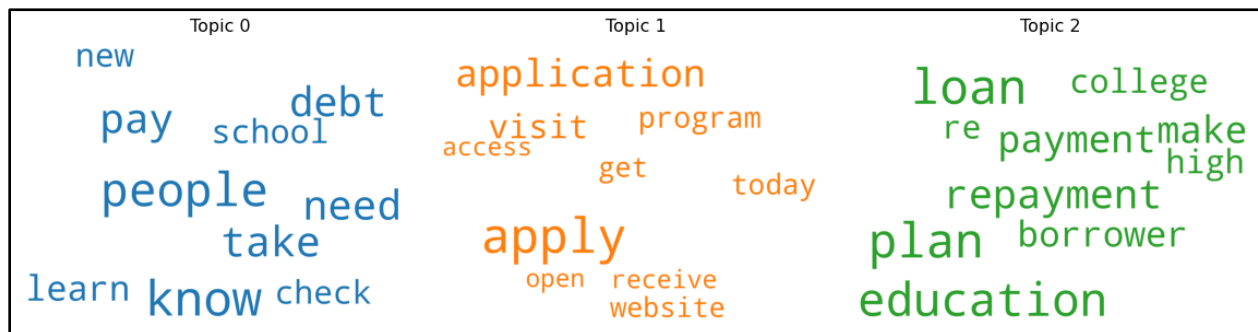 Topic 0
new
debt
pay
school
people
need
take
learn
know
check
Topic 1
application
visit
program
access
get
today
apply
open
receive
website
Topic 2
loan
college
re
payment
make
high
repayment
plan
borrower
education